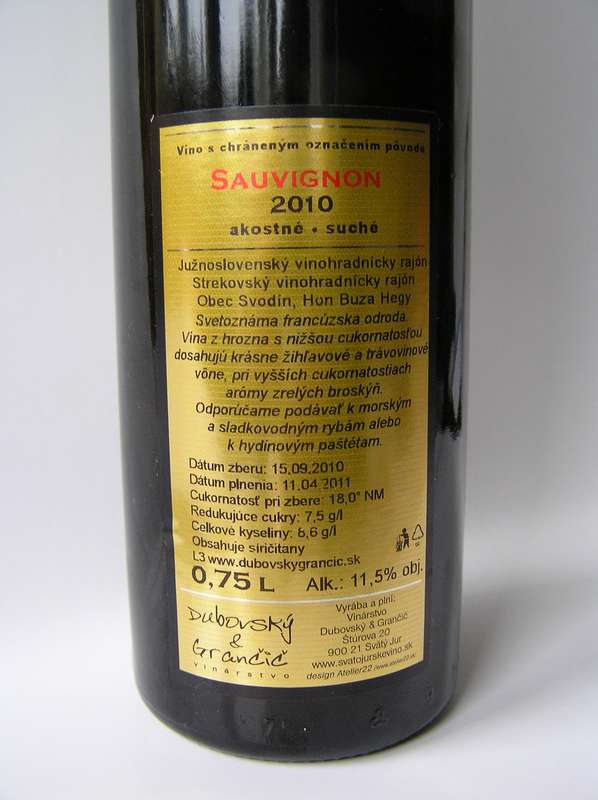 Víno s chráneným označením pôvodu
SAUVIGNON
2010
akostné • suché
Južnoslovenský vinohradnícky rajón
Strekovský vinohradnícky rajón
Obec Svodín, Hon Buza Hegy
Svetoznáma francúzska odroda.
Vína z hrozna s nižšou cukornatosťou
dosahujú krásne žihľavové a trávovinové
vône, pri vyšších cukornatostiach
arómy zrelých broskýň.
Odporúčame podávať k morským
a sladkovodným rybám alebo
k hydinovým paštétam.
Dátum zberu: 15.09.2010
Dátum plnenia: 11.04.2011
Cukornatosť pri zbere: 18,0° NM
Redukujúce cukry: 7,5 g/l
Celkové kyseliny: 6,6 g/l
Obsahuje siričitany
L3 www.dubovskygrancic.sk
0,75 L Alk.: 11,5% obj.
Dubovský
&
Grančič
vinárstvo
Vyrába a plní:
Vinárstvo
Dubovský & Grančič
Štúrova 20
900 21 Svätý Jur
www.svatojurskevino.sk
design Atelier22 (www.atelier22.sk)